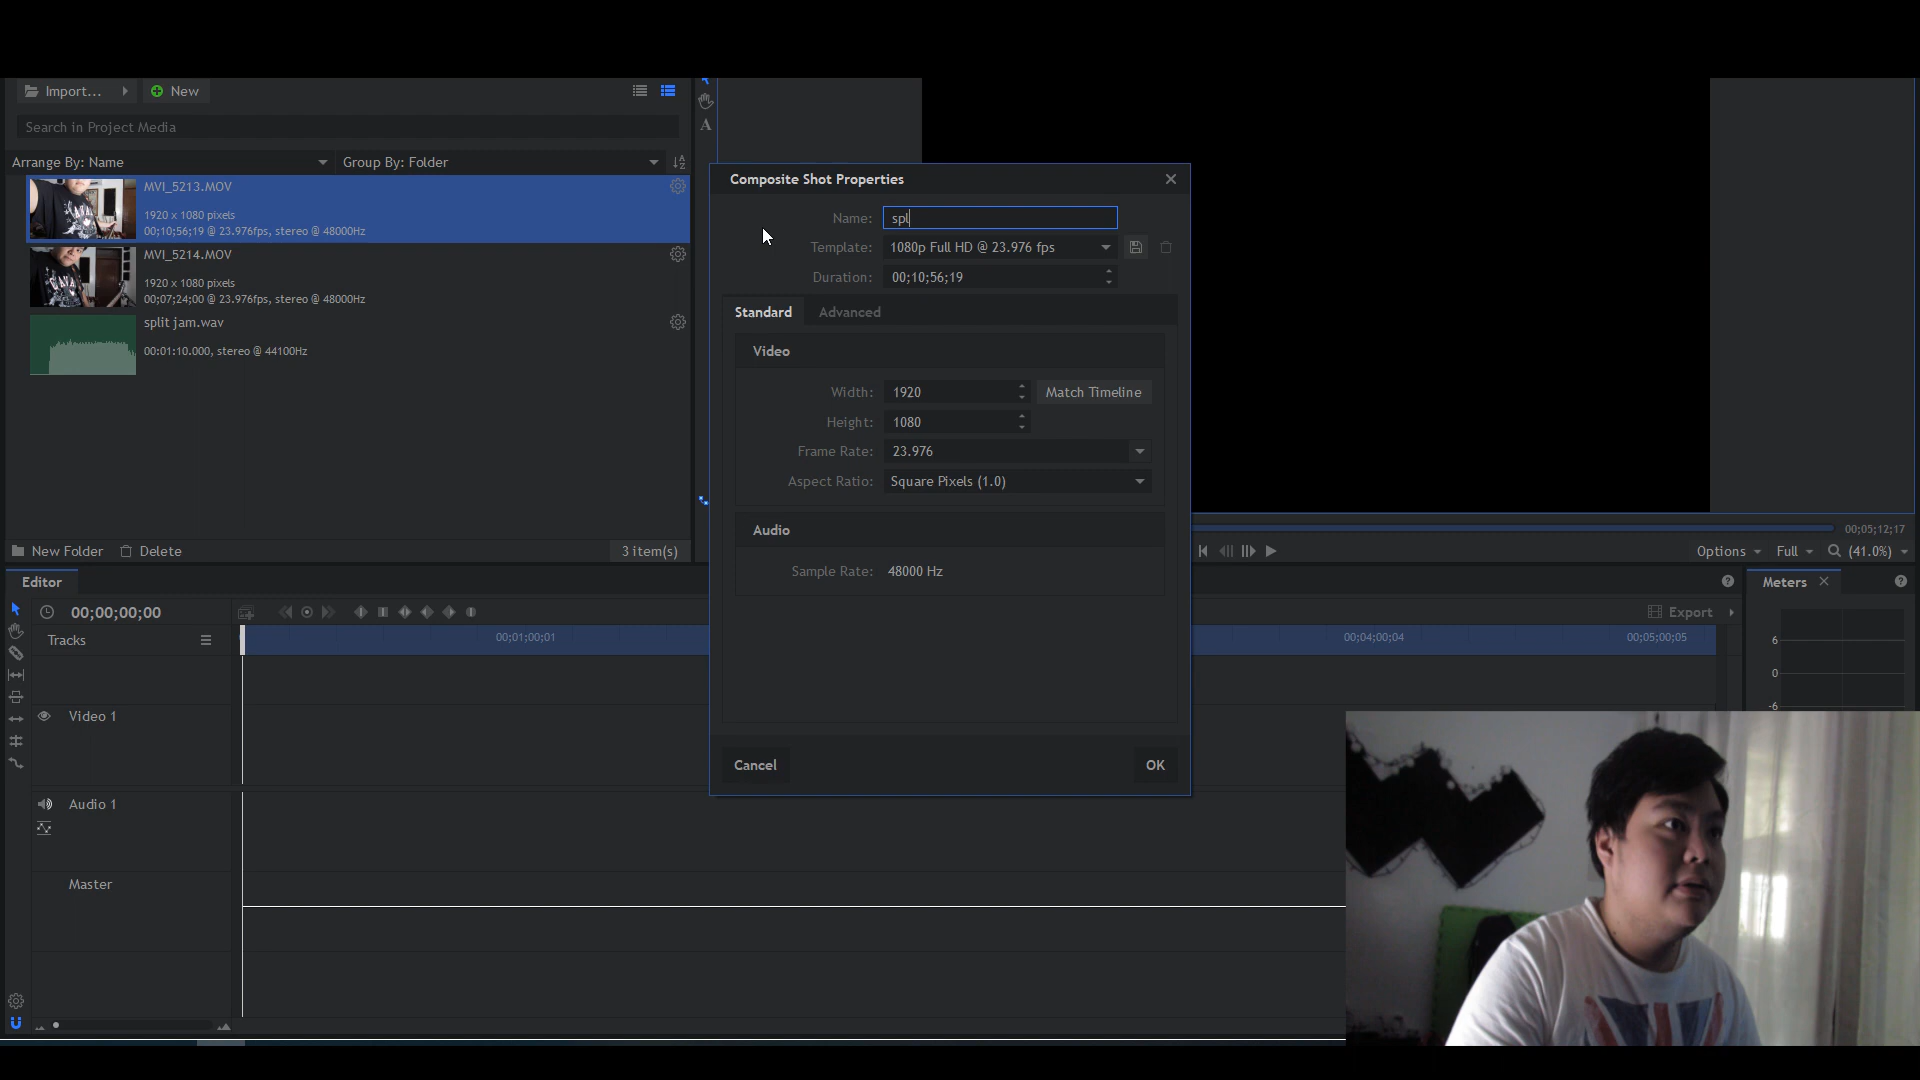 Import...
New
Search in Project Media
Arrange By: Name
Group By: Folder
MVI_5213.MOV
1920 x 1080 pixels
00;10;56;19 @ 23.976fps, stereo @ 48000Hz
MVI_5214.MOV
1920 x 1080 pixels
00;07;24;00 @ 23.976fps, stereo @ 48000Hz
split jam.wav
00:01:10.000, stereo @ 44100Hz
New Folder
Delete
3 item(s)
A
Composite Shot Properties
Name: spl
Template: 1080p Full HD @ 23.976 fps
Duration: 00;10;56;19
Standard
Advanced
Video
Width: 1920
Match Timeline
Height: 1080
Frame Rate: 23.976
Aspect Ratio: Square Pixels (1.0)
Audio
Sample Rate: 48000 Hz
Cancel
OK
00;05;12;17
Options
Full
(41.0%)
Editor
00;00;00;00
Export
Tracks
00;01;00;01
00;04;00;04
00;05;00;05
Video 1
Audio 1
Master
Meters
6
0
-6